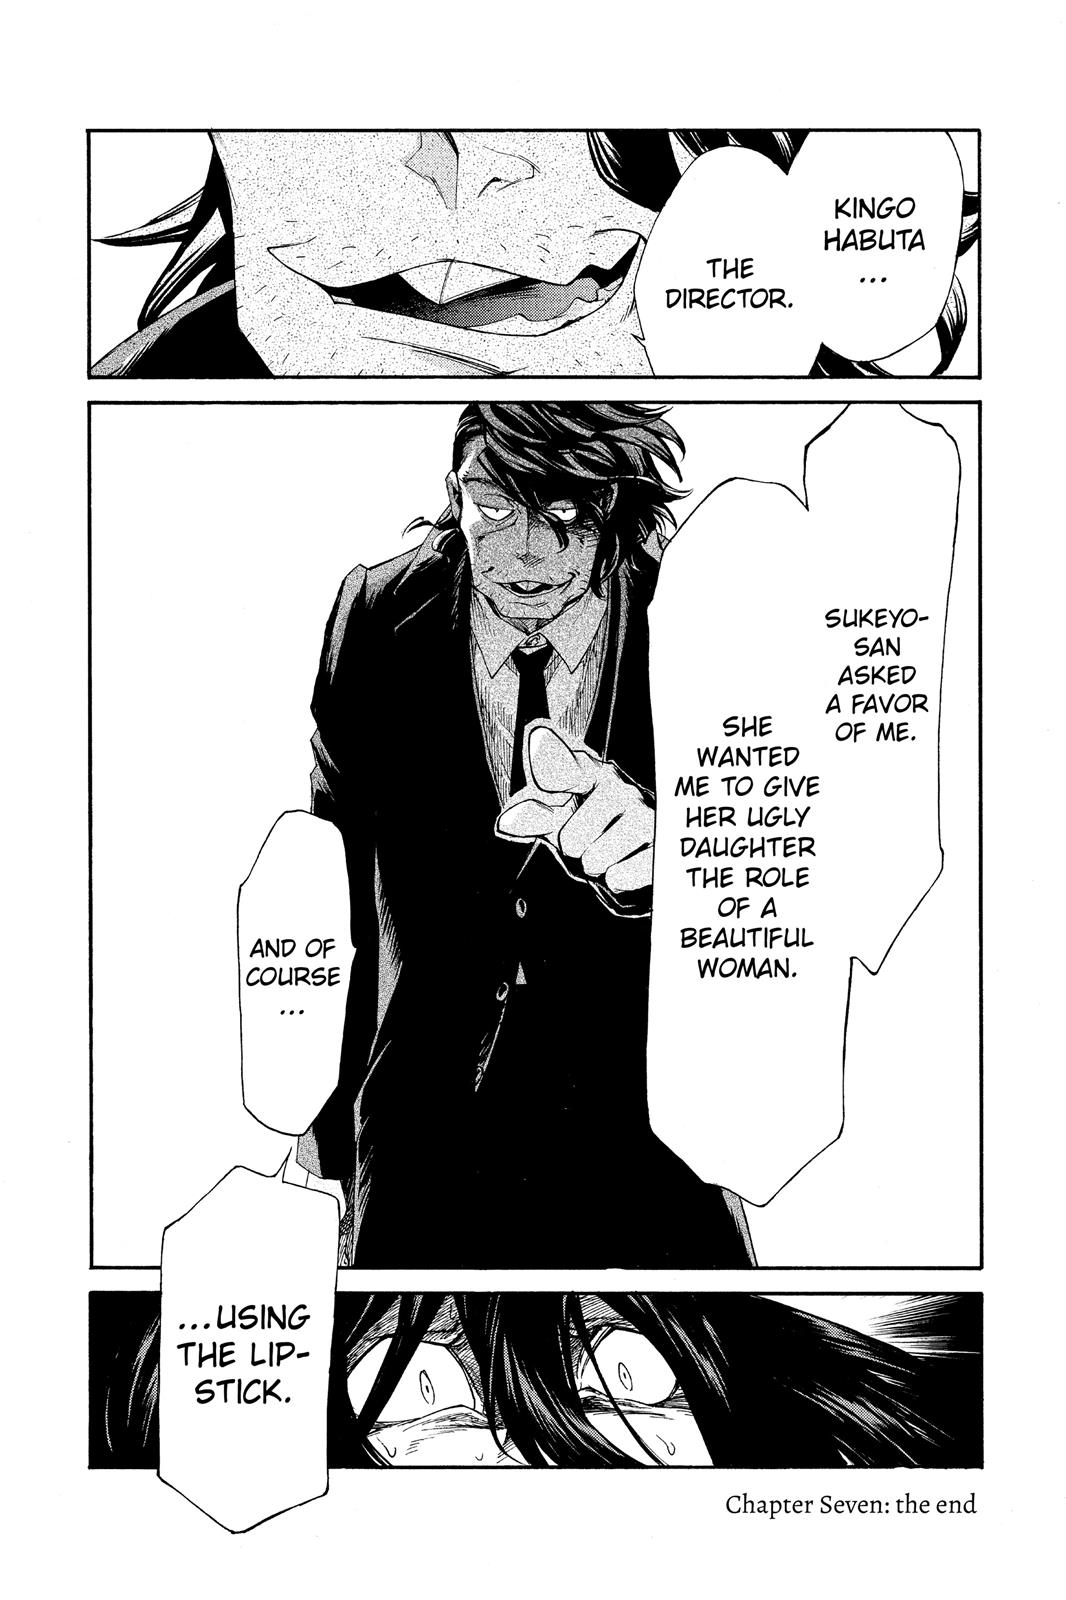 KINGO
HABUTA
...
THE
DIRECTOR.
SUKEYO-
SAN
ASKED
A FAVOR
OF ME.
SHE
WANTED
ME TO GIVE
HER UGLY
DAUGHTER
THE ROLE
OF A
BEAUTIFUL
WOMAN.
AND OF
COURSE
...
...USING
THE LIP-
STICK.
Chapter Seven: the end